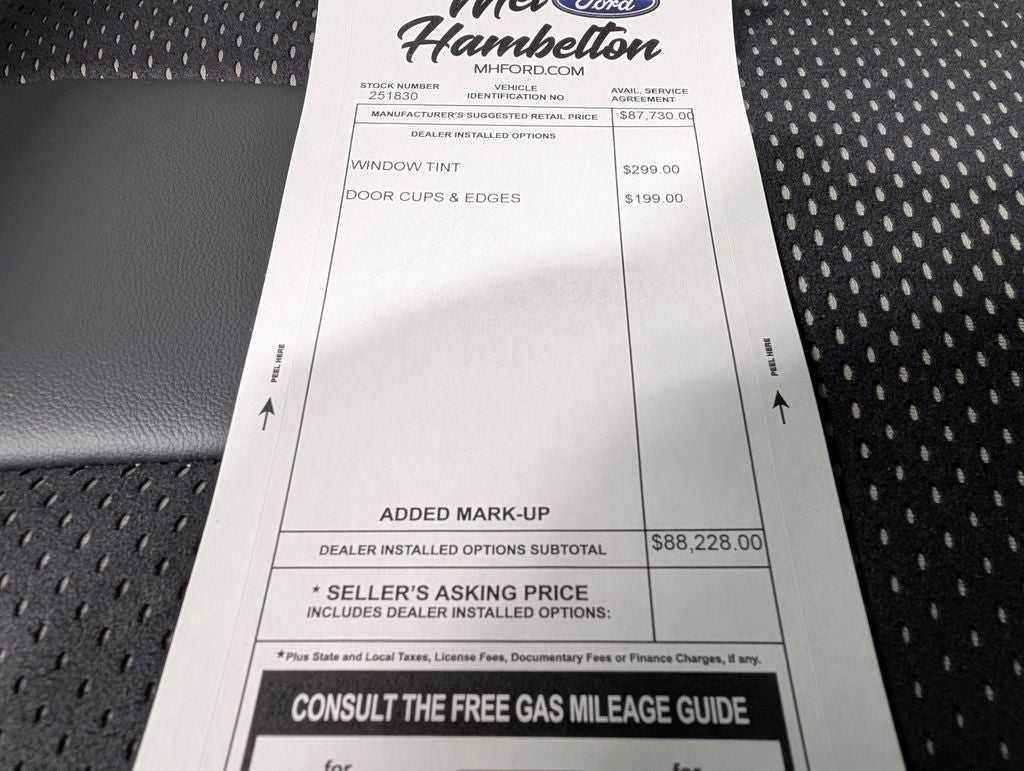 Mel Ford
Hambelton
MHFORD.COM
STOCK NUMBER VEHICLE AVAIL. SERVICE
251830 IDENTIFICATION NO AGREEMENT
MANUFACTURER'S SUGGESTED RETAIL PRICE $87,730.00
DEALER INSTALLED OPTIONS
WINDOW TINT $299.00
DOOR CUPS & EDGES $199.00
PEEL HERE PEEL HERE
ADDED MARK-UP
DEALER INSTALLED OPTIONS SUBTOTAL $88,228.00
* SELLER'S ASKING PRICE
INCLUDES DEALER INSTALLED OPTIONS:
*Plus State and Local Taxes, License Fees, Documentary Fees or Finance Charges, if any.
CONSULT THE FREE GAS MILEAGE GUIDE
for for